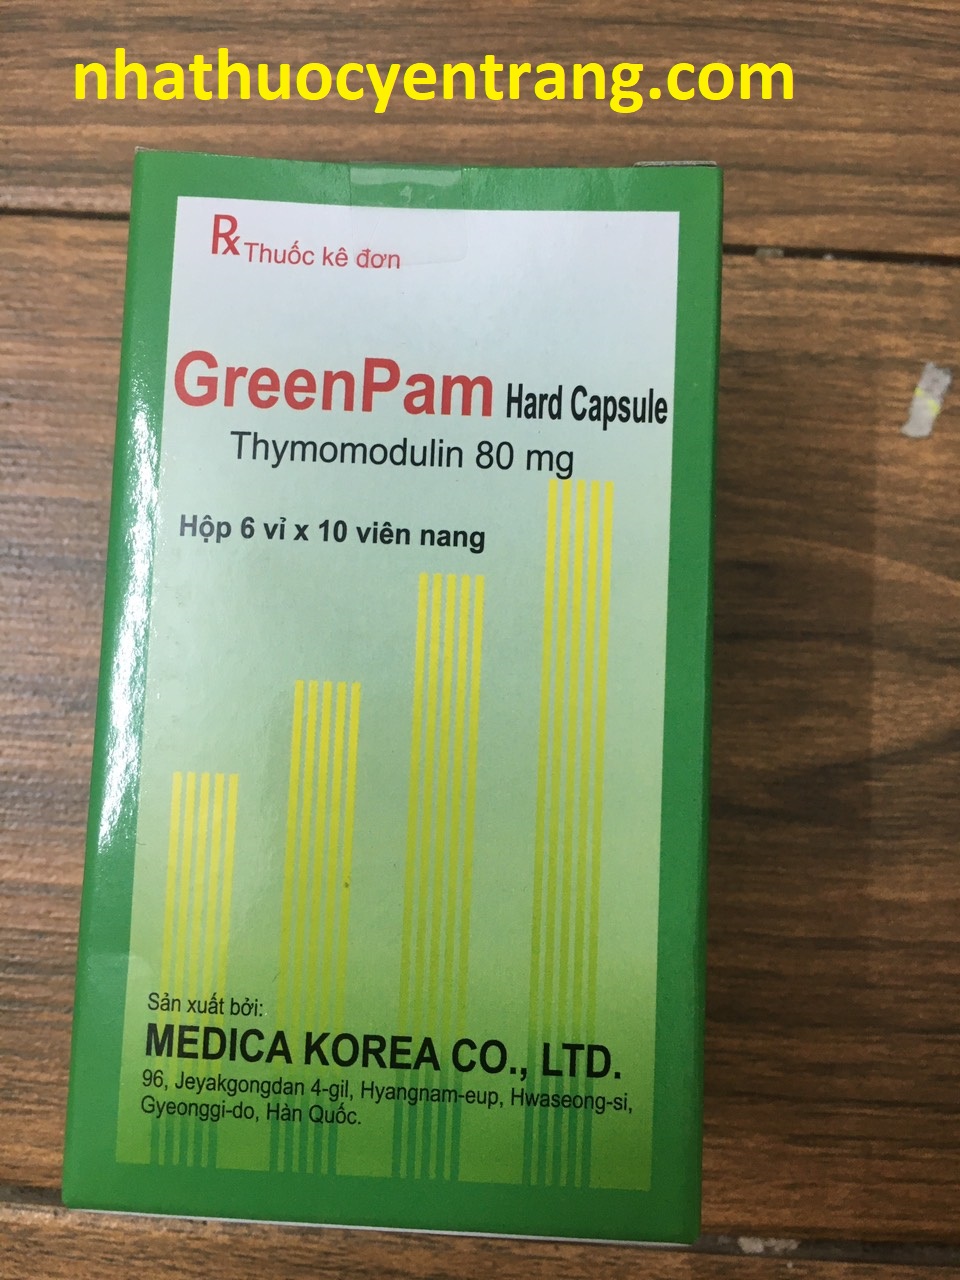 nhathuocyentrang.com
Rx Thuốc kê đơn
GreenPam Hard Capsule
Thymomodulin 80 mg
Hộp 6 vỉ x 10 viên nang
Sản xuất bởi:
MEDICA KOREA CO., LTD.
96, Jeyakgongdan 4-gil, Hyangnam-eup, Hwaseong-si,
Gyeonggi-do, Hàn Quốc.